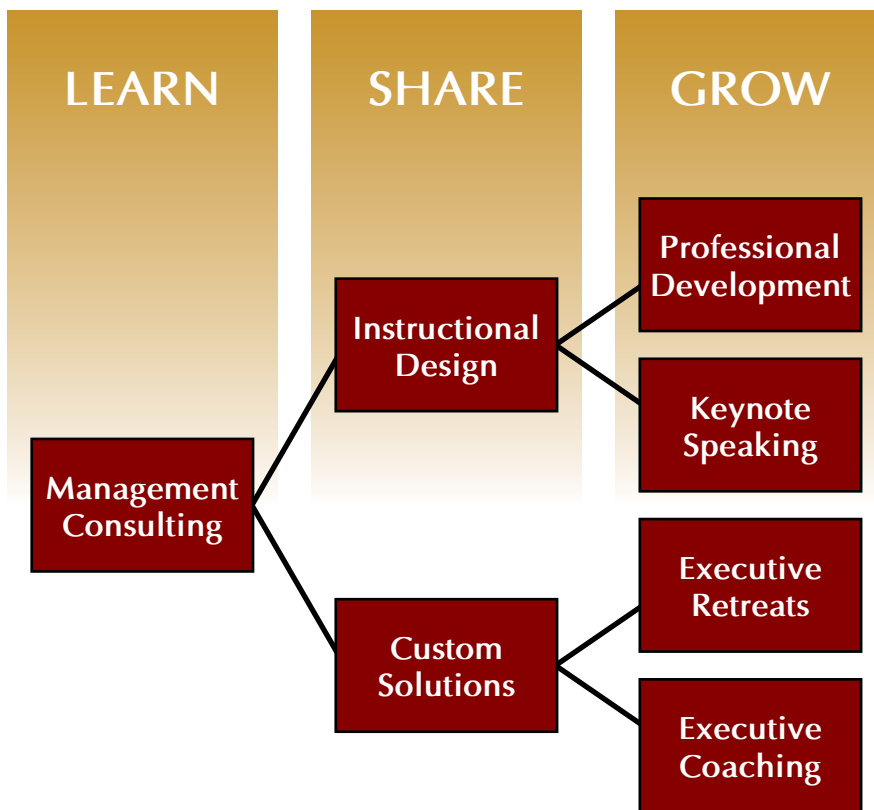 LEARN
SHARE
GROW
Professional
Development
Instructional
Design
Keynote
Speaking
Management
Consulting
Executive
Retreats
Custom
Solutions
Executive
Coaching